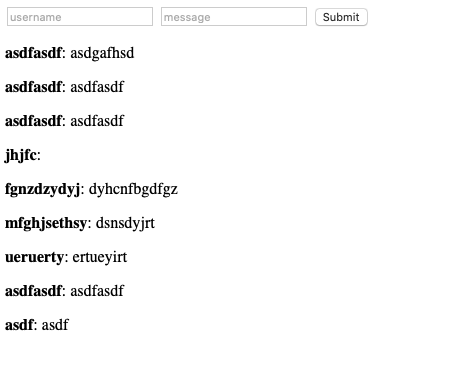 username message Submit
asdfasdf: asdgafhsd
asdfasdf: asdfasdf
asdfasdf: asdfasdf
jhjfc:
fgnzdzydyj: dyhcnfbgdfgz
mfghjsethsy: dsnsdyjrt
ueruerty: ertueyirt
asdfasdf: asdfasdf
asdf: asdf